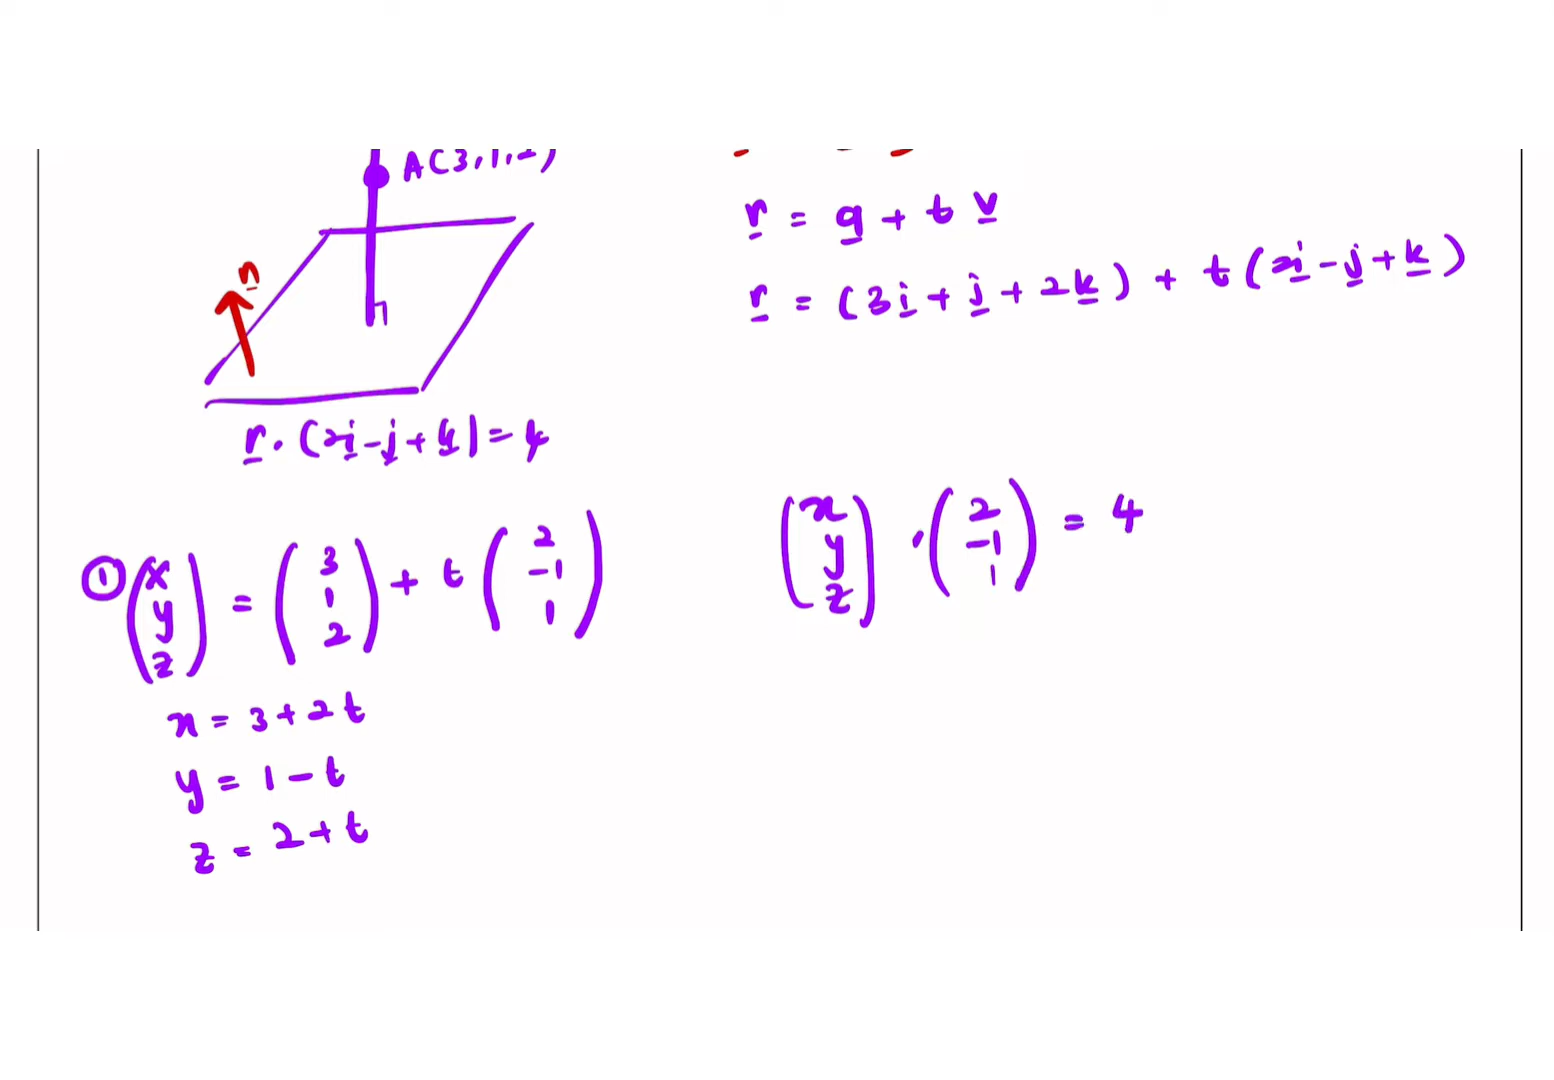 A(3,1,2)
r = a + t v
r = (3i + j + 2k) + t(2i - j + k)
n
r . (2i - j + k) = 4
① (x y z) = (3 1 2) + t (2 -1 1)
(x y z) . (2 -1 1) = 4
x = 3 + 2t
y = 1 - t
z = 2 + t